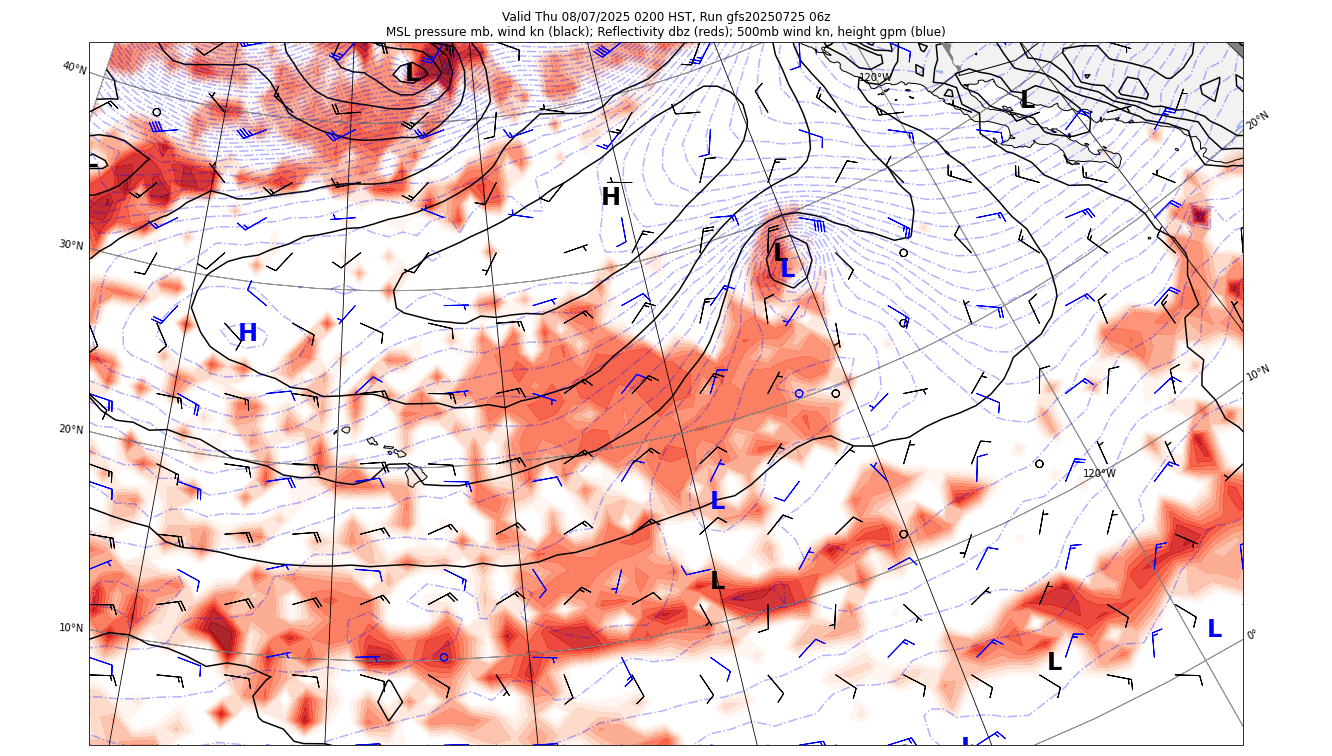 Valid Thu 08/07/2025 0200 HST, Run gfs20250725 06z
MSL pressure mb, wind kn (black); Reflectivity dbz (reds); 500mb wind kn, height gpm (blue)
40°N
L
120°W
L
20°N
H
30°N
L
L
H
10°N
20°N
120°W
L
L
10°N
L
0°
L
L